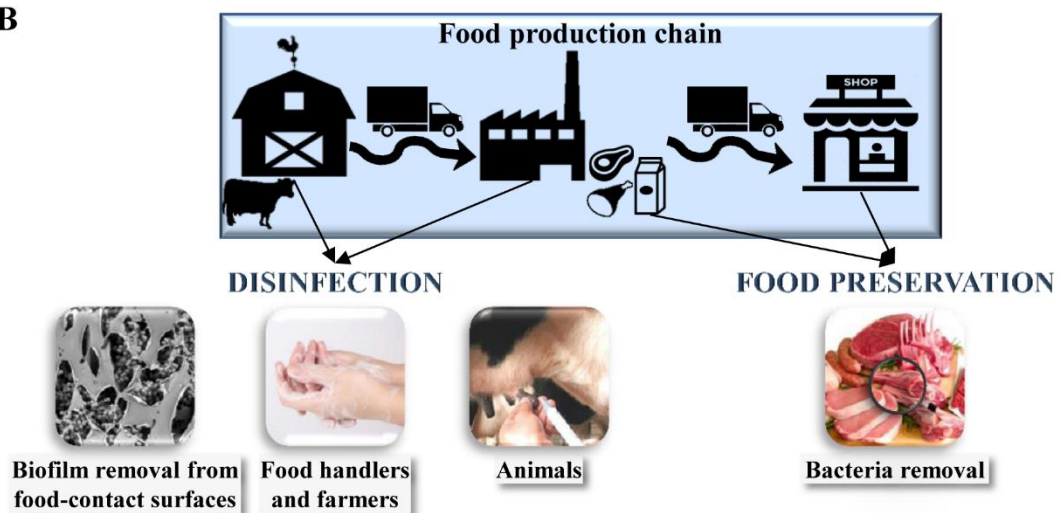 B
Food production chain
SHOP
DISINFECTION
FOOD PRESERVATION
Biofilm removal from
food-contact surfaces
Food handlers
and farmers
Animals
Bacteria removal